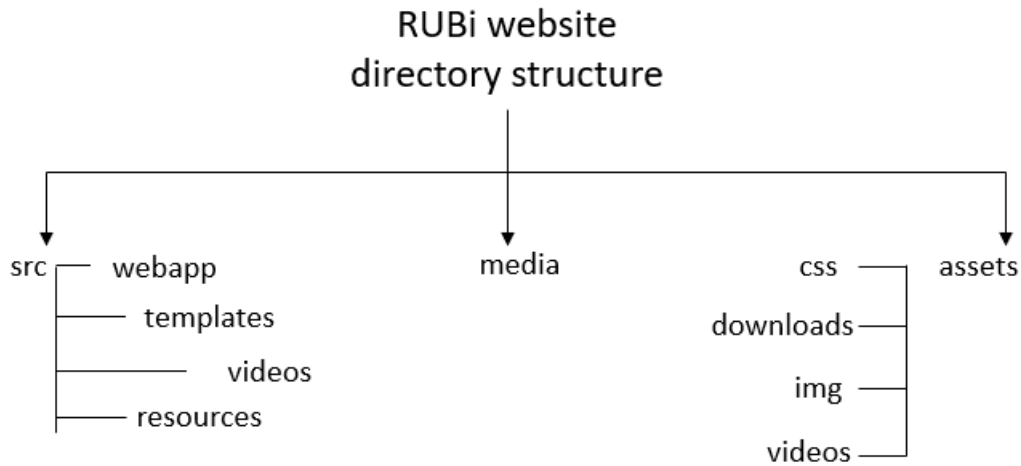 RUBi website
directory structure
src
webapp
templates
videos
resources
media
css
assets
downloads
img
videos